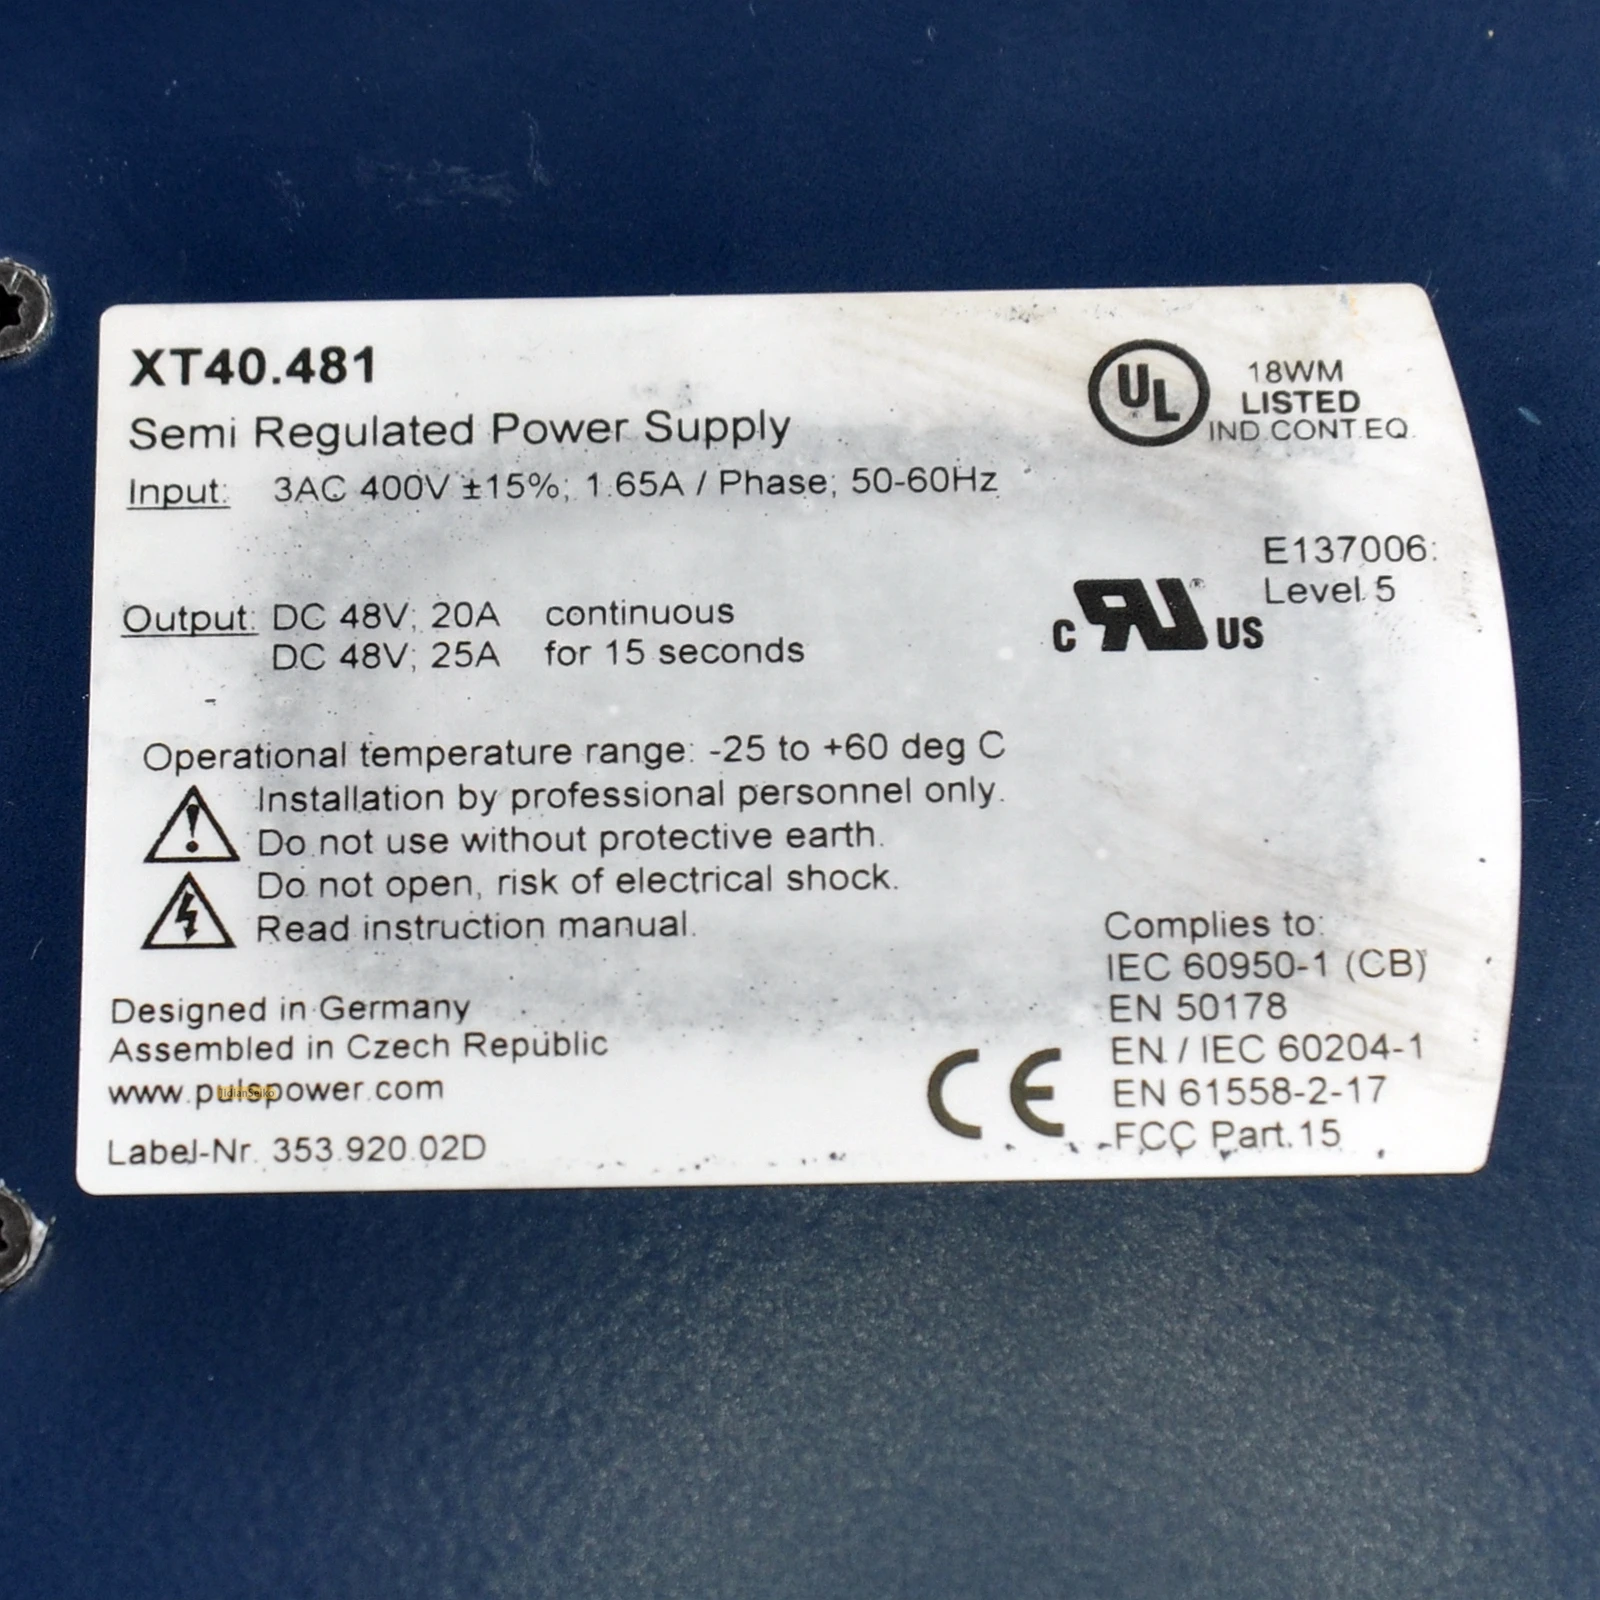 XT40.481
Semi Regulated Power Supply
Input: 3AC 400V ±15%; 1.65A / Phase; 50-60Hz
Output: DC 48V; 20A continuous
DC 48V; 25A for 15 seconds
Operational temperature range: -25 to +60 deg C
Installation by professional personnel only.
Do not use without protective earth.
Do not open, risk of electrical shock.
Read instruction manual.
Designed in Germany
Assembled in Czech Republic
www.pulspower.com
Label-Nr. 353.920.02D
UL
18WM
LISTED
IND.CONT.EQ.
E137006:
Level 5
c RU US
Complies to:
IEC 60950-1 (CB)
EN 50178
EN / IEC 60204-1
EN 61558-2-17
FCC Part.15
CE